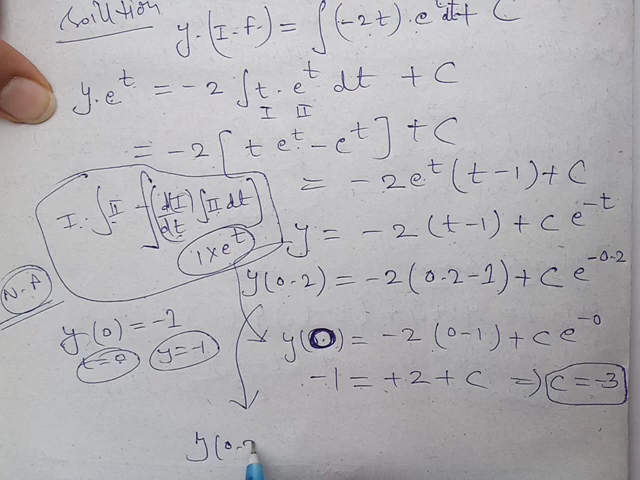 Solution
y.(I.f.) = ∫(-2t).e^t dt + C
y.e^t = -2 ∫ t . e^t dt + C
I II
= -2[t e^t - e^t] + C
= -2e^t(t-1) + C
I. ∫II - ∫(d(I)/dt ∫II dt)
1×e^t
y = -2(t-1) + C e^-t
N.A
y(0.2) = -2(0.2-1) + C e^-0.2
y(0) = -1
t=0 y=-1
y(0) = -2(0-1) + C e^-0
-1 = +2 + C => C = -3
y(0.2